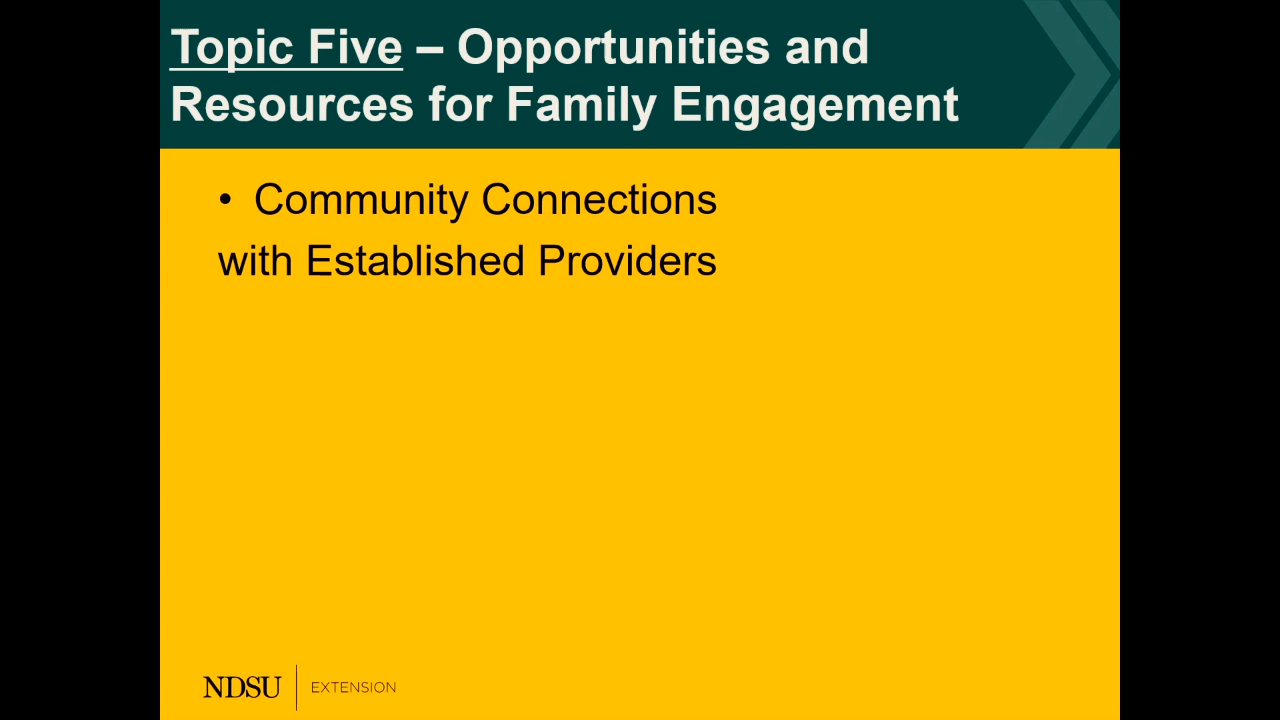 Topic Five – Opportunities and
Resources for Family Engagement
• Community Connections
with Established Providers
NDSU | EXTENSION